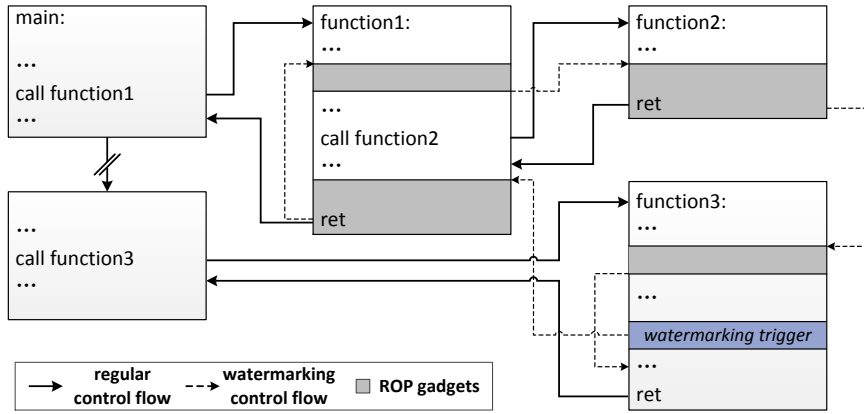 main:
...
call function1
...
...
call function3
...
function1:
...
...
call function2
...
ret
function2:
...
ret
function3:
...
...
watermarking trigger
...
ret
regular
control flow
watermarking
control flow
ROP gadgets